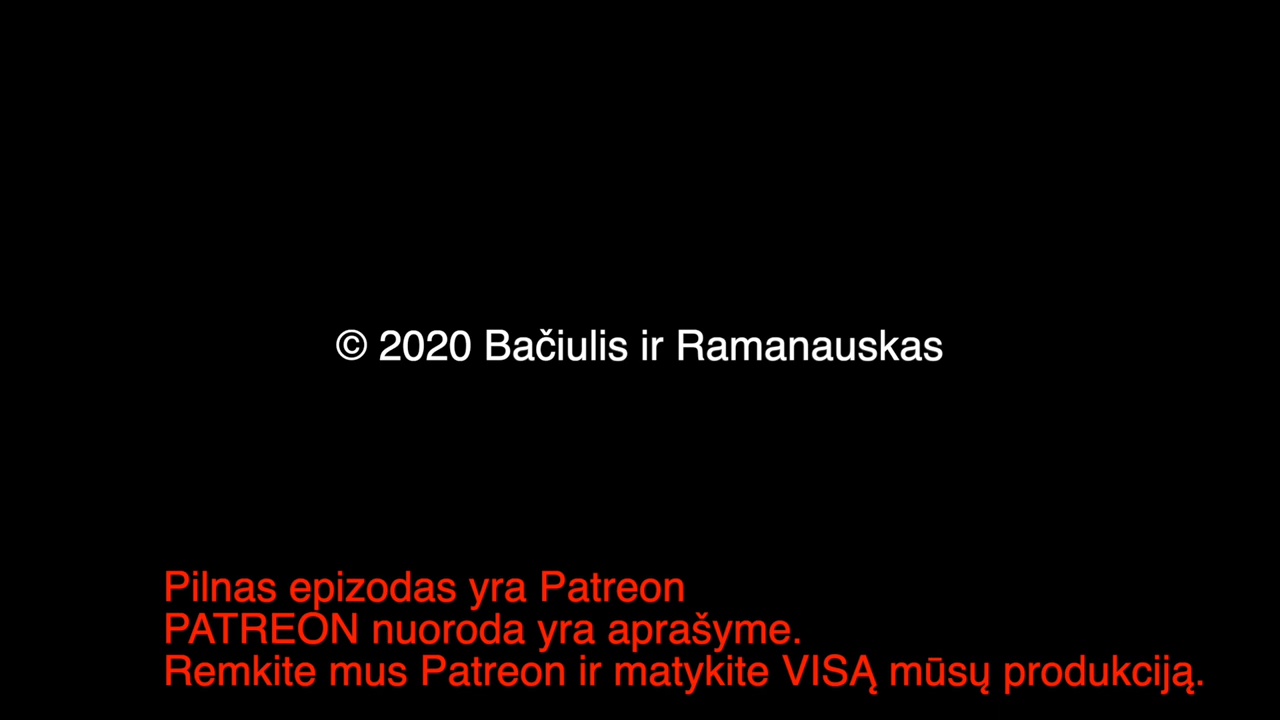 © 2020 Bačiulis ir Ramanauskas
Pilnas epizodas yra Patreon
PATREON nuoroda yra aprašyme.
Remkite mus Patreon ir matykite VISĄ mūsų produkciją.